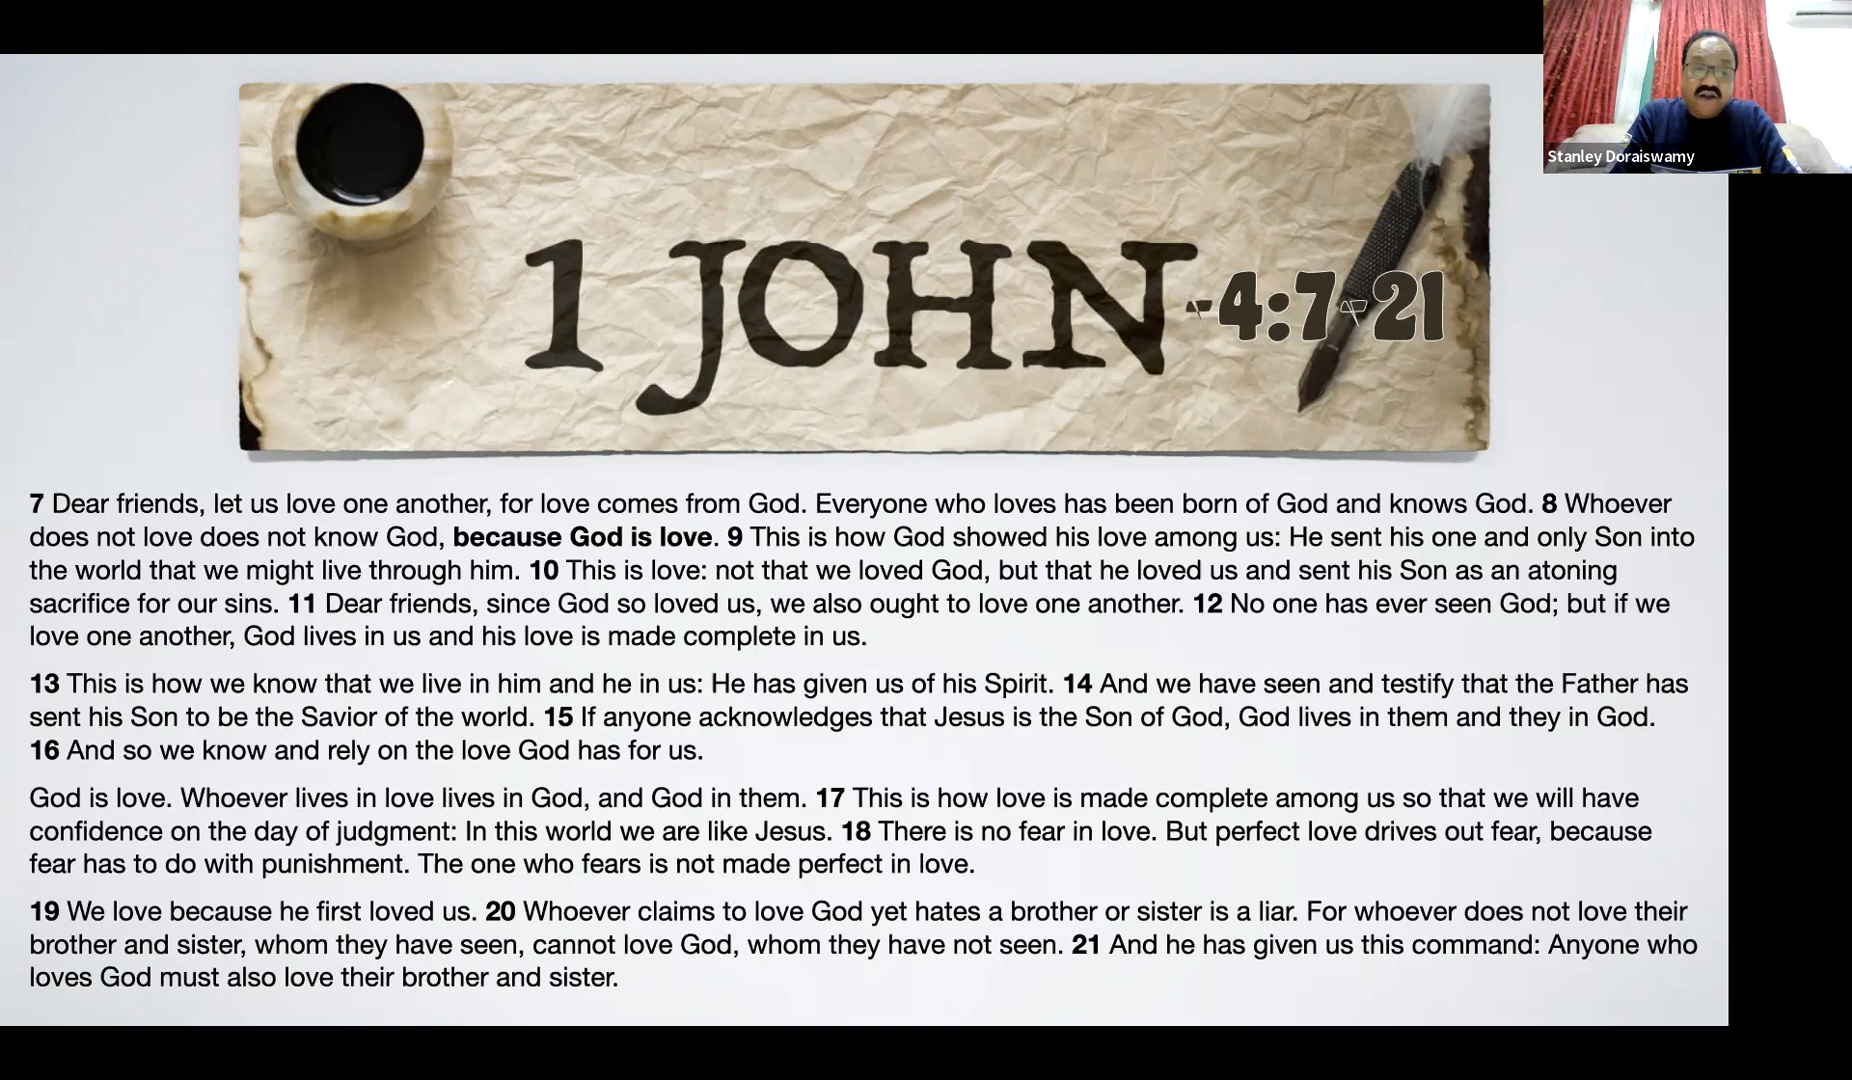 Stanley Doraiswamy
1 JOHN -4:7-21
7 Dear friends, let us love one another, for love comes from God. Everyone who loves has been born of God and knows God. 8 Whoever
does not love does not know God, because God is love. 9 This is how God showed his love among us: He sent his one and only Son into
the world that we might live through him. 10 This is love: not that we loved God, but that he loved us and sent his Son as an atoning
sacrifice for our sins. 11 Dear friends, since God so loved us, we also ought to love one another. 12 No one has ever seen God; but if we
love one another, God lives in us and his love is made complete in us.
13 This is how we know that we live in him and he in us: He has given us of his Spirit. 14 And we have seen and testify that the Father has
sent his Son to be the Savior of the world. 15 If anyone acknowledges that Jesus is the Son of God, God lives in them and they in God.
16 And so we know and rely on the love God has for us.
God is love. Whoever lives in love lives in God, and God in them. 17 This is how love is made complete among us so that we will have
confidence on the day of judgment: In this world we are like Jesus. 18 There is no fear in love. But perfect love drives out fear, because
fear has to do with punishment. The one who fears is not made perfect in love.
19 We love because he first loved us. 20 Whoever claims to love God yet hates a brother or sister is a liar. For whoever does not love their
brother and sister, whom they have seen, cannot love God, whom they have not seen. 21 And he has given us this command: Anyone who
loves God must also love their brother and sister.